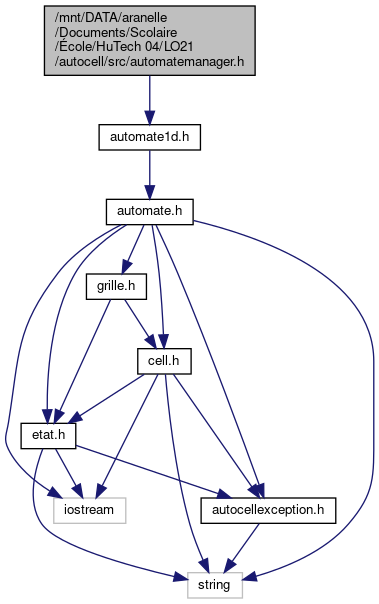 /mnt/DATA/aranelle
/Documents/Scolaire
/École/HuTech 04/LO21
/autocell/src/automatemanager.h
automate1d.h
automate.h
grille.h
cell.h
etat.h
iostream
autocellexception.h
string